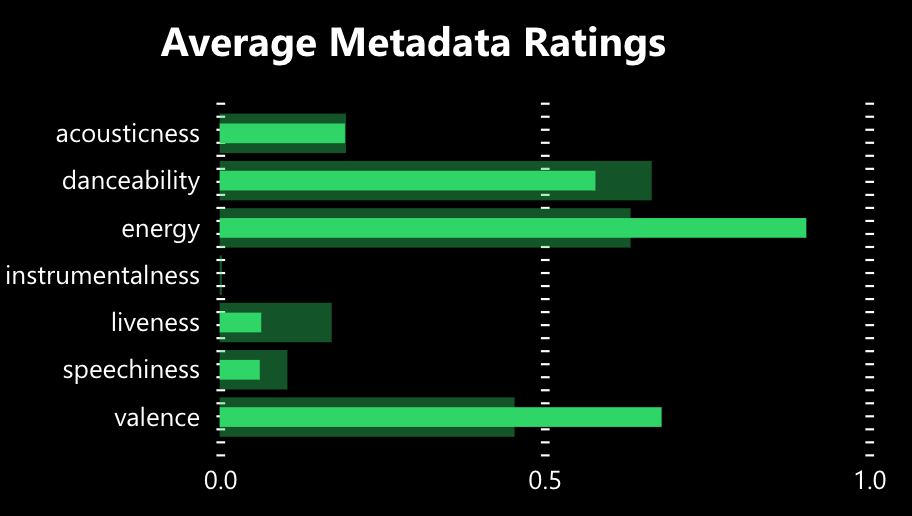 Average Metadata Ratings
acousticness
danceability
energy
instrumentalness
liveness
speechiness
valence
0.0 0.5 1.0